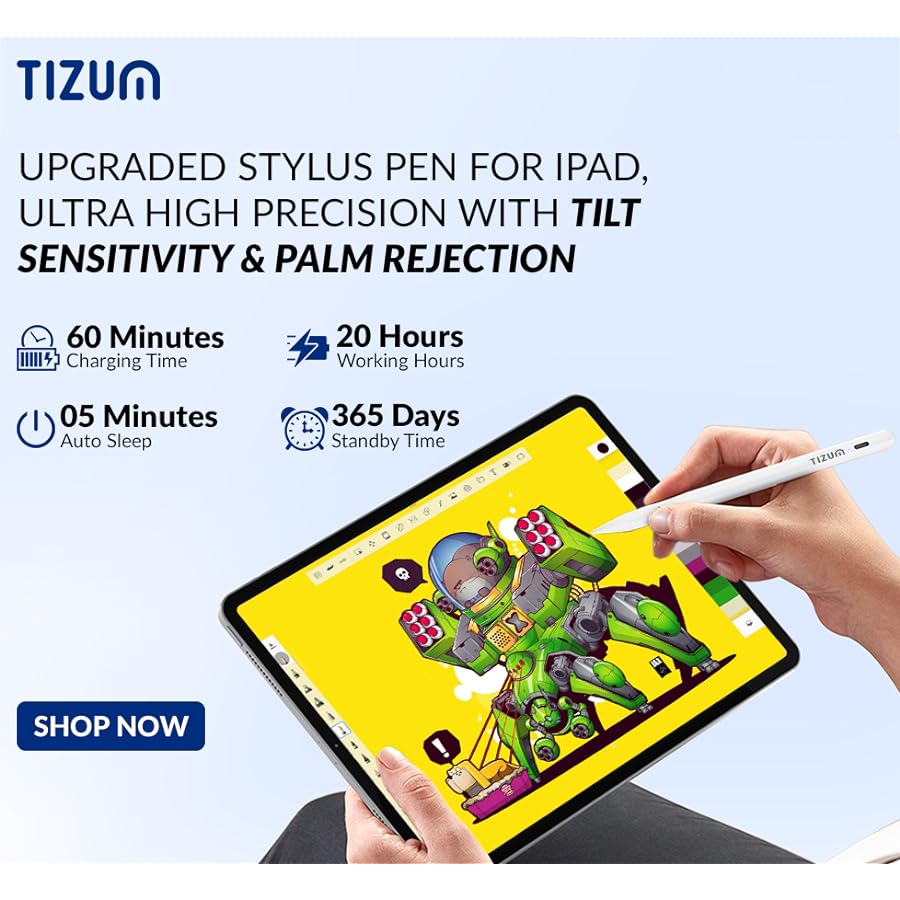 TIZUM
UPGRADED STYLUS PEN FOR IPAD,
ULTRA HIGH PRECISION WITH TILT
SENSITIVITY & PALM REJECTION
60 Minutes
Charging Time
20 Hours
Working Hours
05 Minutes
Auto Sleep
365 Days
Standby Time
TIZUM
!
SHOP NOW